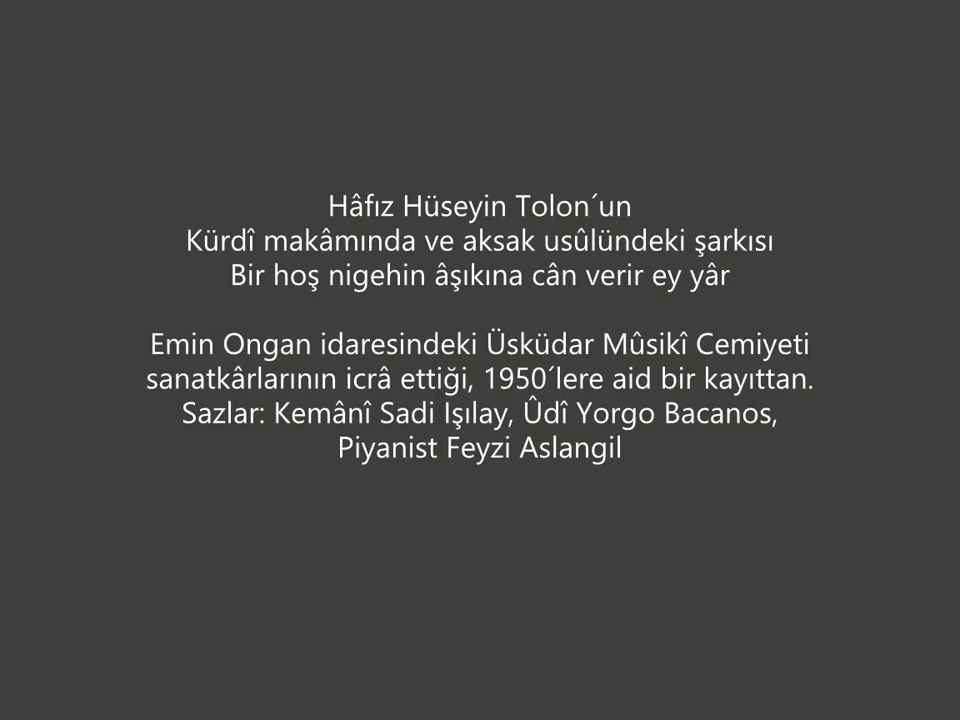 Hâfız Hüseyin Tolon´un
Kürdî makâmında ve aksak usûlündeki şarkısı
Bir hoş nigehin âşıkına cân verir ey yâr
Emin Ongan idaresindeki Üsküdar Mûsikî Cemiyeti
sanatkârlarının icrâ ettiği, 1950´lere aid bir kayıttan.
Sazlar: Kemânî Sadi Işılay, Ûdî Yorgo Bacanos,
Piyanist Feyzi Aslangil